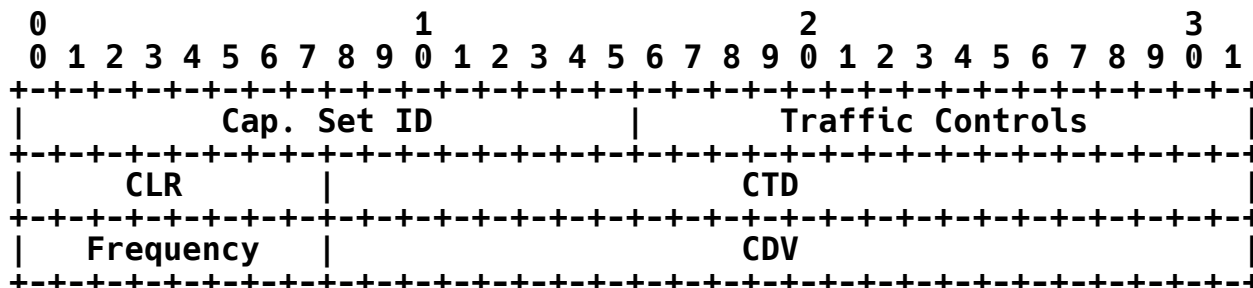 0                   1                   2                   3
 0 1 2 3 4 5 6 7 8 9 0 1 2 3 4 5 6 7 8 9 0 1 2 3 4 5 6 7 8 9 0 1
+-+-+-+-+-+-+-+-+-+-+-+-+-+-+-+-+-+-+-+-+-+-+-+-+-+-+-+-+-+-+-+-+
|          Cap. Set ID          |       Traffic Controls        |
+-+-+-+-+-+-+-+-+-+-+-+-+-+-+-+-+-+-+-+-+-+-+-+-+-+-+-+-+-+-+-+-+
|     CLR       |                     CTD                       |
+-+-+-+-+-+-+-+-+-+-+-+-+-+-+-+-+-+-+-+-+-+-+-+-+-+-+-+-+-+-+-+-+
|   Frequency   |                     CDV                       |
+-+-+-+-+-+-+-+-+-+-+-+-+-+-+-+-+-+-+-+-+-+-+-+-+-+-+-+-+-+-+-+-+